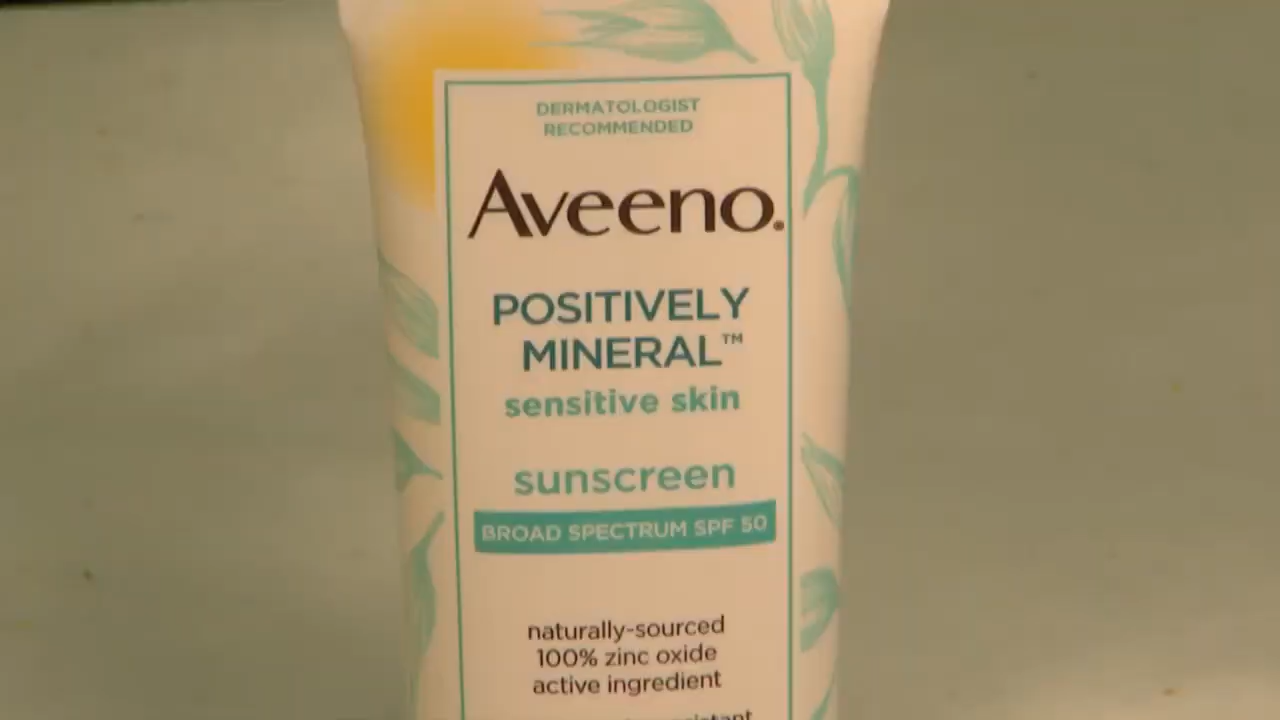 DERMATOLOGIST
RECOMMENDED
Aveeno®
POSITIVELY
MINERAL™
sensitive skin
sunscreen
BROAD SPECTRUM SPF 50
naturally-sourced
100% zinc oxide
active ingredient